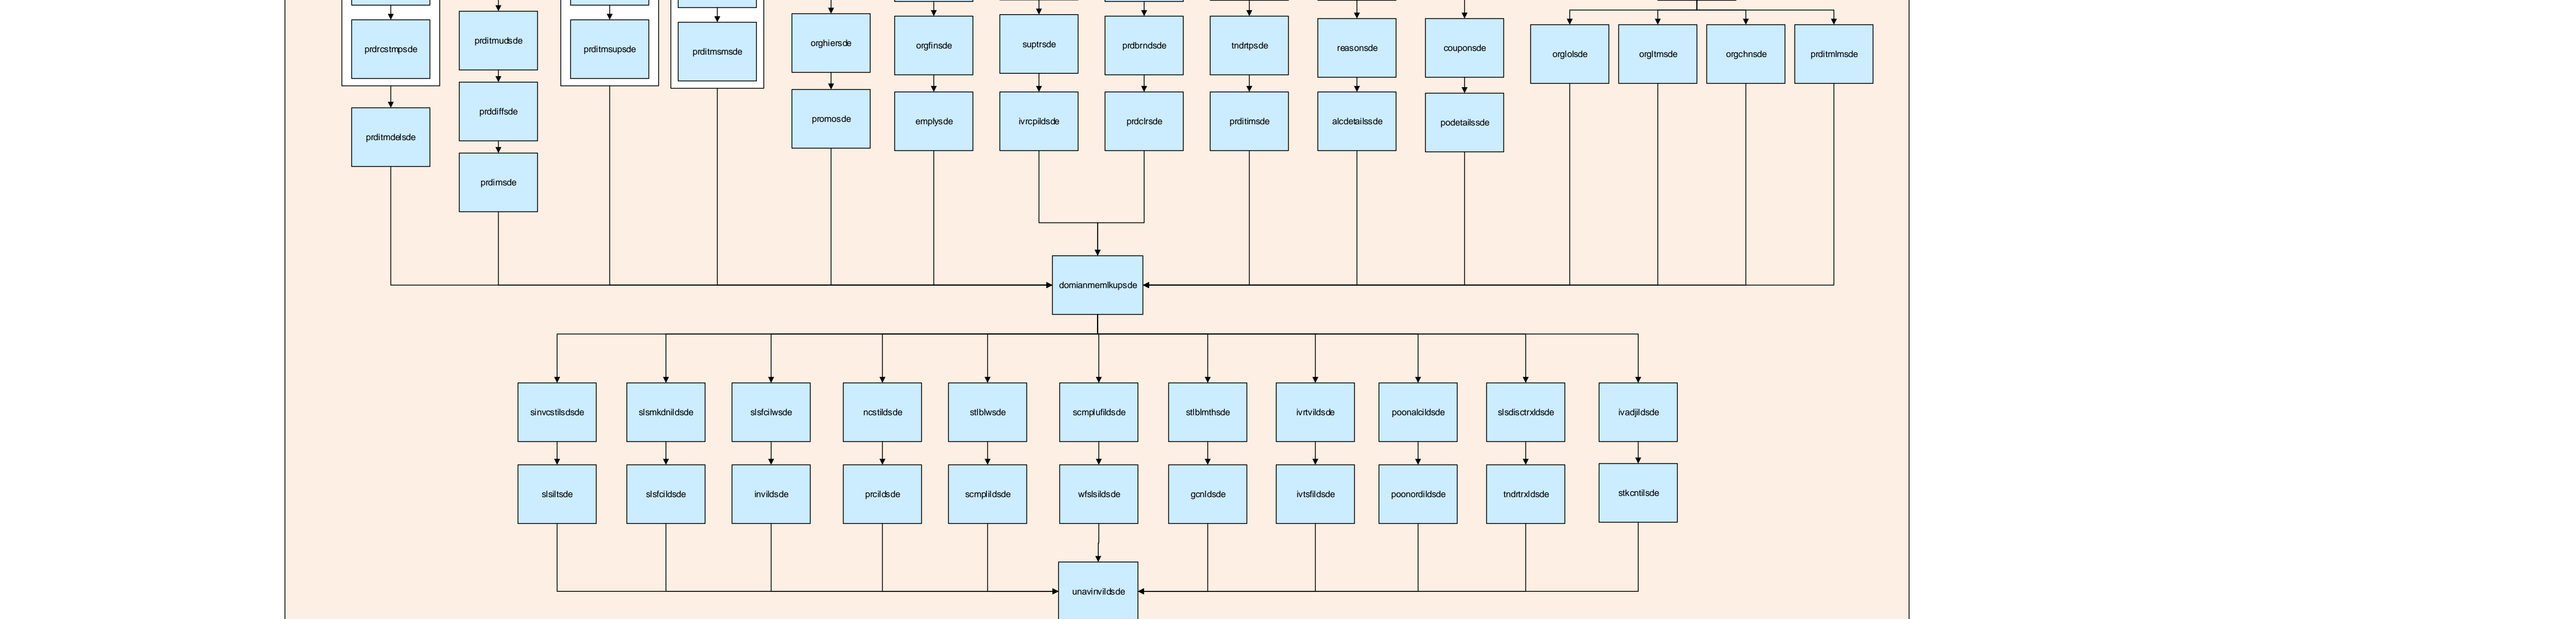 prdrcstmpsde
prditmudsde
prditmsupsde
prditmsmsde
orghiersde
orgfinsde
suptrsde
prdbrndsde
tndrtpsde
reasonsde
couponsde
orglolsde
orgltmsde
orgchnsde
prditmlmsde
prditmdelsde
prddiffsde
promosde
emplysde
ivrcpildsde
prdclrsde
prditimsde
alcdetailssde
podetailssde
prdimsde
domianmemlkupsde
sinvcstilsdsde
slsmkdnildsde
slsfcilwsde
ncstildsde
stlblwsde
scmplufildsde
stlblmthsde
ivrtvildsde
poonalcildsde
slsdisctrxldsde
ivadjildsde
slsiltsde
slsfcildsde
invildsde
prcildsde
scmplildsde
wfslsildsde
gcnldsde
ivtsfildsde
poonordildsde
tndrtrxldsde
stkcntilsde
unavinvildsde